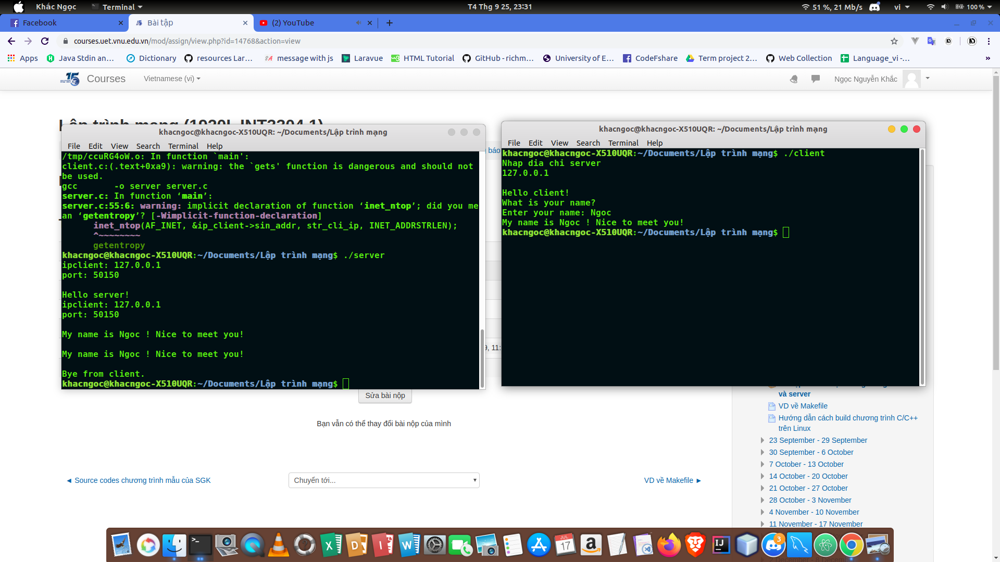 Khắc Ngọc
Terminal
T4 Thg 9 25, 23:31
51 %, 21 Mb/s
vi
100 %
Facebook
Bài tập
(2) YouTube
courses.uet.vnu.edu.vn/mod/assign/view.php?id=14768&action=view
Apps
Java Stdin an…
Dictionary
resources Lar…
message with js
Laravue
HTML Tutorial
GitHub - richm…
University of E…
CodeFshare
Term project 2…
Web Collection
Language_vi -…
»
Courses
Vietnamese (vi)
Ngọc Nguyễn Khắc
Lập trình mạng (1920I_INT3304 1)
khacngoc@khacngoc-X510UQR: ~/Documents/Lập trình mạng
File Edit View Search Terminal Help
/tmp/ccuRG4oW.o: In function `main':
client.c:(.text+0xa9): warning: the `gets' function is dangerous and should not
be used.
gcc       -o server server.c
server.c: In function ‘main’:
server.c:55:6: warning: implicit declaration of function ‘inet_ntop’; did you me
an ‘getentropy’? [-Wimplicit-function-declaration]
      inet_ntop(AF_INET, &ip_client->sin_addr, str_cli_ip, INET_ADDRSTRLEN);
      ^~~~~~~~~
      getentropy
khacngoc@khacngoc-X510UQR:~/Documents/Lập trình mạng$ ./server
ipclient: 127.0.0.1
port: 50150
Hello server!
ipclient: 127.0.0.1
port: 50150
My name is Ngoc ! Nice to meet you!
My name is Ngoc ! Nice to meet you!
Bye from client.
khacngoc@khacngoc-X510UQR:~/Documents/Lập trình mạng$
khacngoc@khacngoc-X510UQR: ~/Documents/Lập trình mạng
File Edit View Search Terminal Help
khacngoc@khacngoc-X510UQR:~/Documents/Lập trình mạng$ ./client
Nhap dia chi server
127.0.0.1
Hello client!
What is your name?
Enter your name: Ngoc
My name is Ngoc ! Nice to meet you!
khacngoc@khacngoc-X510UQR:~/Documents/Lập trình mạng$
báo
9, 11:
Sửa bài nộp
Bạn vẫn có thể thay đổi bài nộp của mình
◄ Source codes chương trình mẫu của SGK
Chuyển tới...
VD về Makefile ►
và server
VD về Makefile
Hướng dẫn cách build chương trình C/C++
trên Linux
23 September - 29 September
30 September - 6 October
7 October - 13 October
14 October - 20 October
21 October - 27 October
28 October - 3 November
4 November - 10 November
11 November - 17 November
JUL
17
3